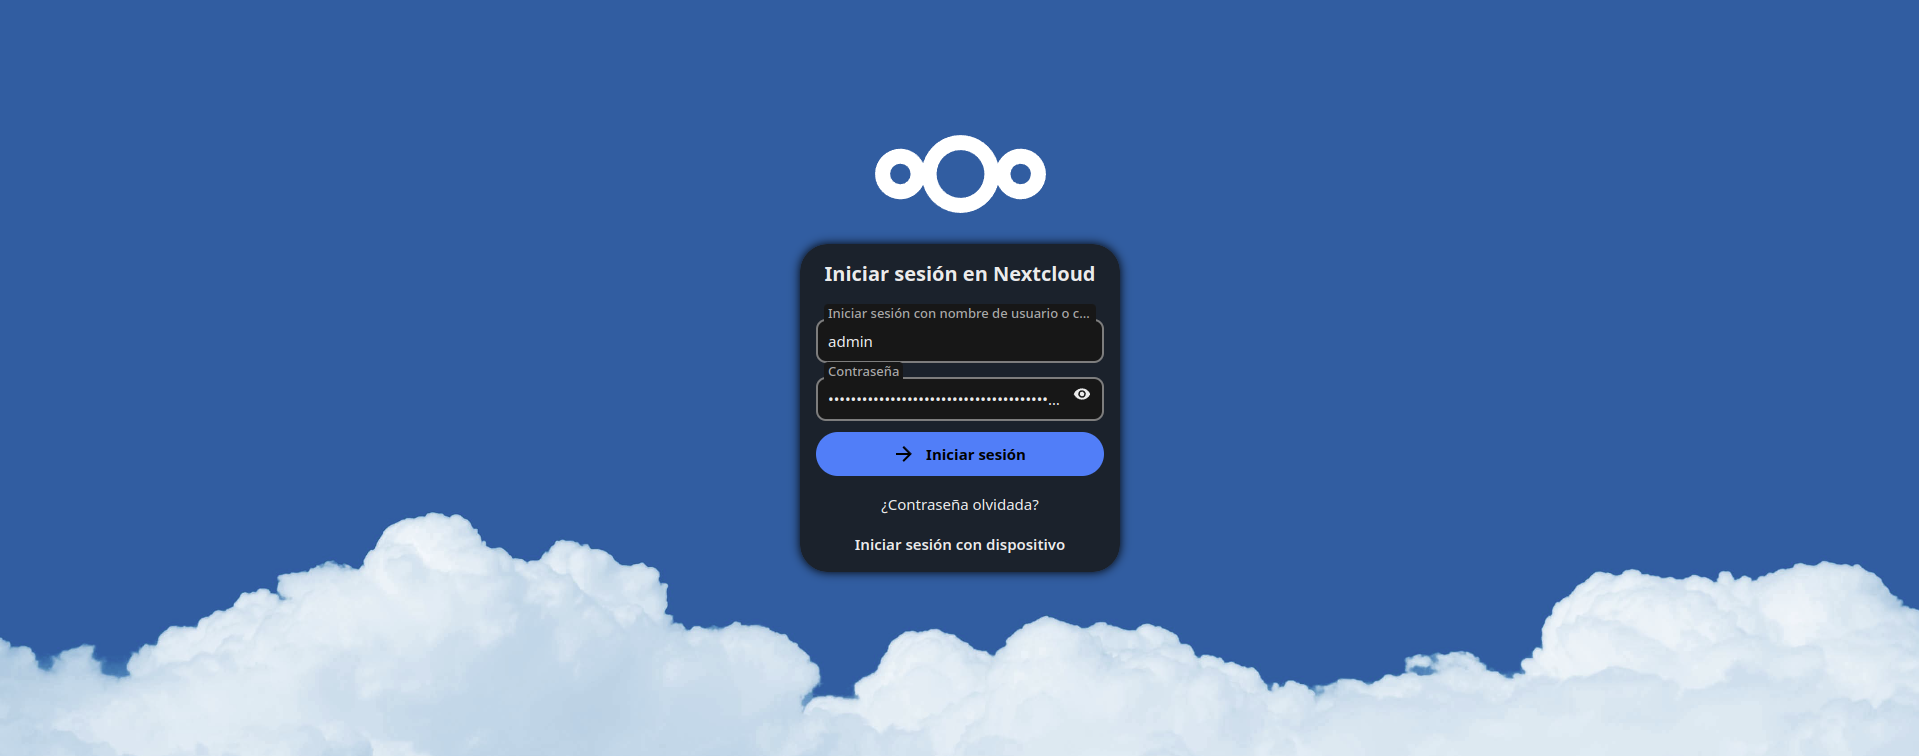 Iniciar sesión en Nextcloud
Iniciar sesión con nombre de usuario o c...
admin
Contraseña
••••••••••••••••••••••••••••••••••••••••...
Iniciar sesión
¿Contraseña olvidada?
Iniciar sesión con dispositivo